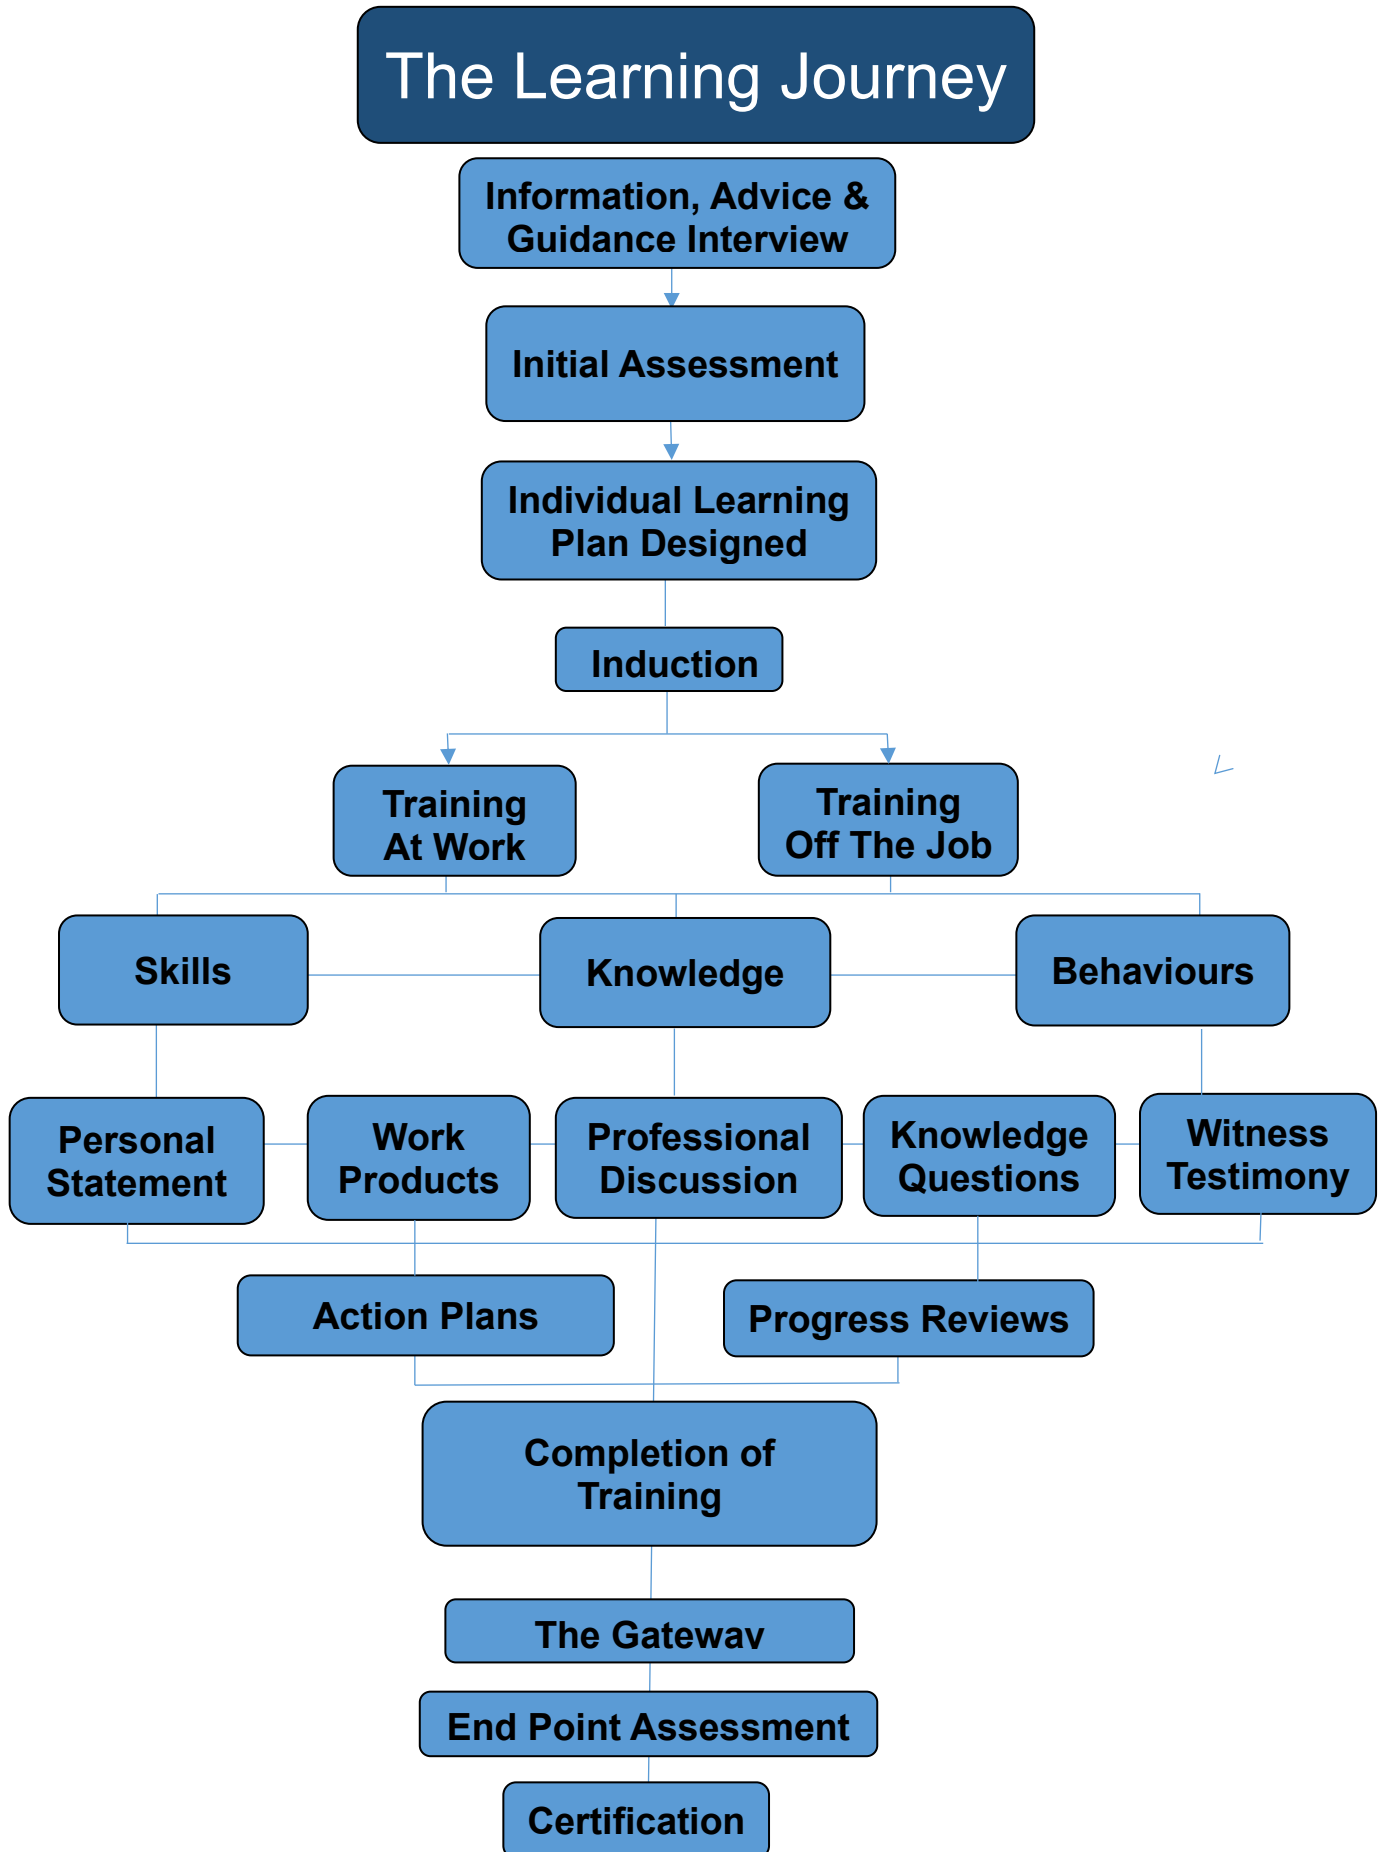 The Learning Journey
Information, Advice &
Guidance Interview
Initial Assessment
Individual Learning
Plan Designed
Induction
Training
At Work
Training
Off The Job
Skills
Knowledge
Behaviours
Personal
Statement
Work
Products
Professional
Discussion
Knowledge
Questions
Witness
Testimony
Action Plans
Progress Reviews
Completion of
Training
The Gateway
End Point Assessment
Certification